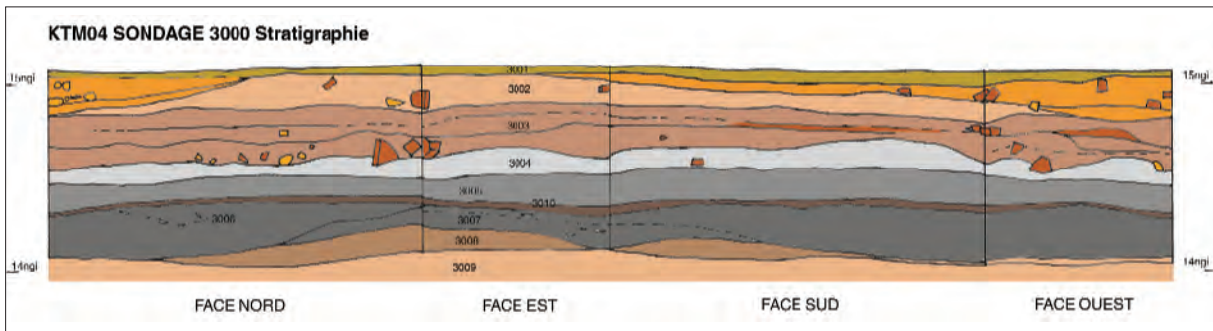 KTM04 SONDAGE 3000 Stratigraphie
15ngi
15ngi
3001
3002
3003
3004
3005
3010
3006
3007
3008
3009
14ngi
14ngi
FACE NORD
FACE EST
FACE SUD
FACE OUEST